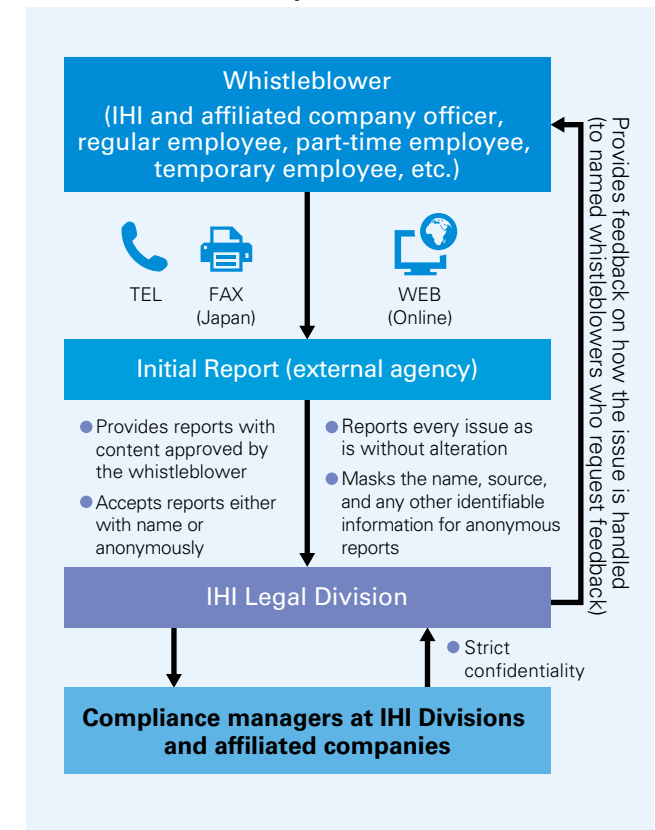 Whistleblower
(IHI and affiliated company officer,
regular employee, part-time employee,
temporary employee, etc.)
TEL
FAX
(Japan)
WEB
(Online)
Initial Report (external agency)
Provides reports with
content approved by
the whistleblower
Accepts reports either
with name or
anonymously
Reports every issue as
is without alteration
Masks the name, source,
and any other identifiable
information for anonymous
reports
IHI Legal Division
Strict
confidentiality
Compliance managers at IHI Divisions
and affiliated companies
Provides feedback on how the issue is handled
(to named whistleblowers who request feedback)